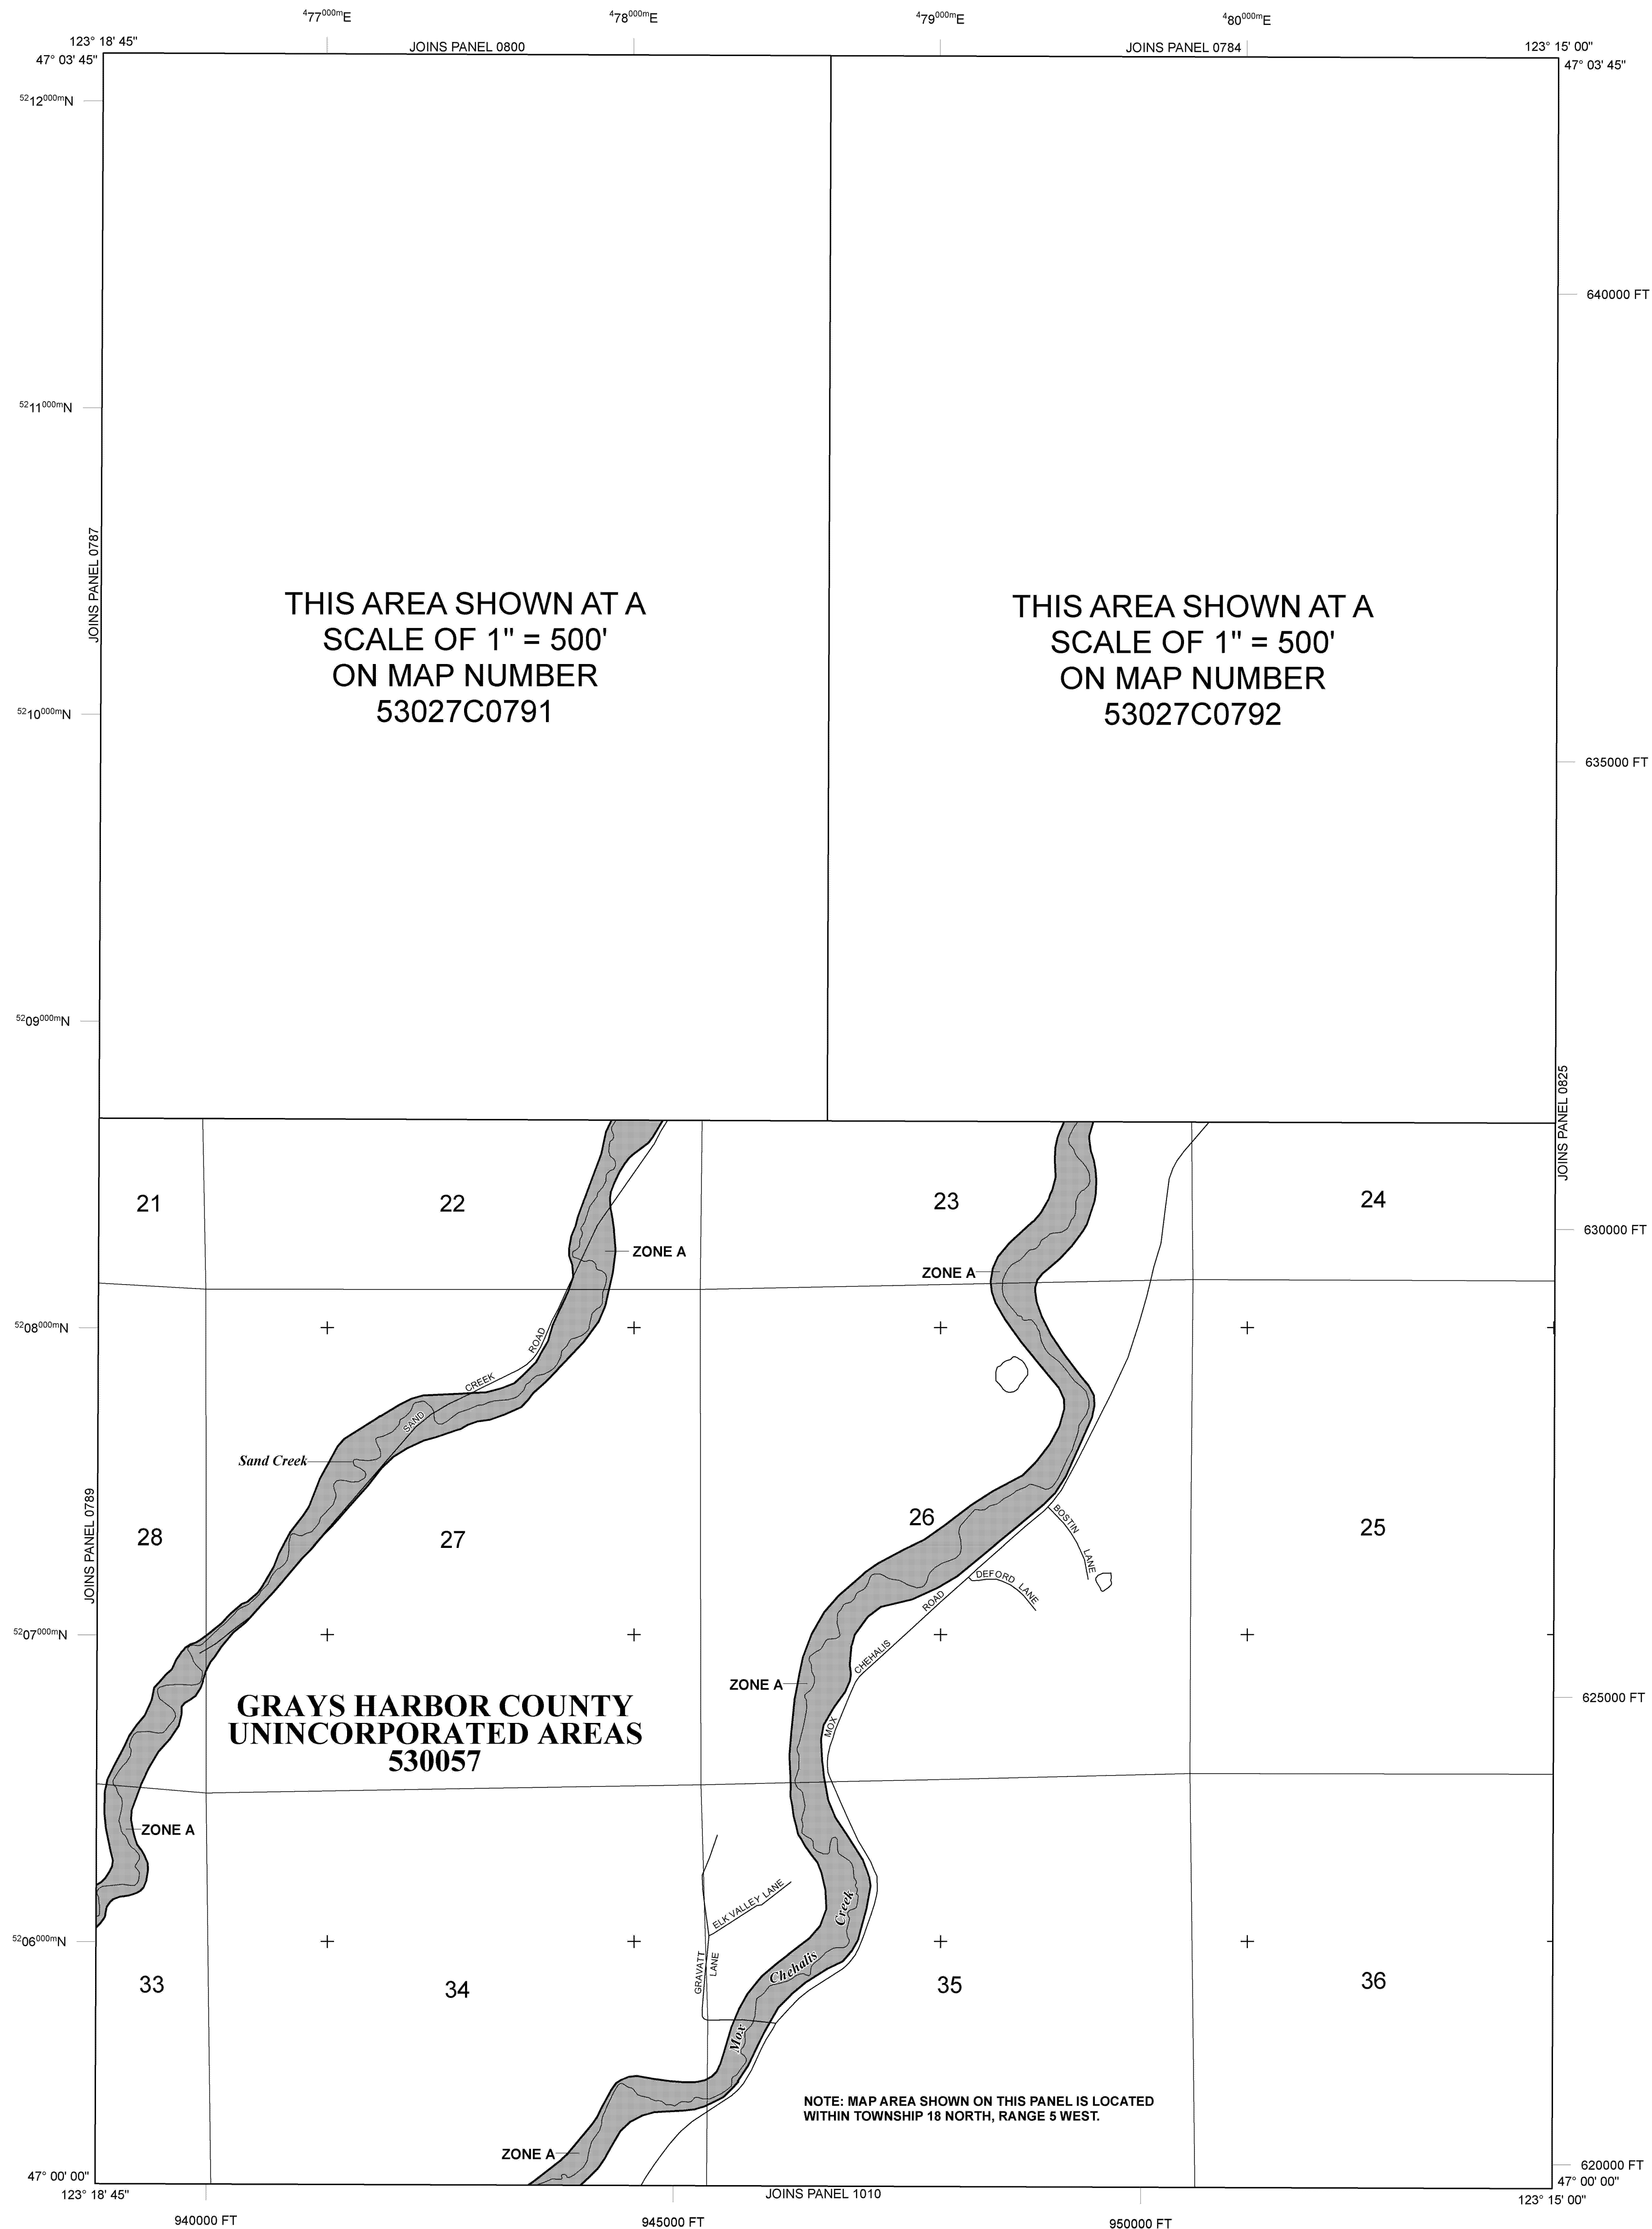 477000mE
478000mE
479000mE
480000mE
123° 18' 45"
JOINS PANEL 0800
JOINS PANEL 0784
123° 15' 00"
47° 03' 45"
47° 03' 45"
5212000mN
640000 FT
5211000mN
JOINS PANEL 0787
THIS AREA SHOWN AT A
SCALE OF 1" = 500'
ON MAP NUMBER
53027C0791
THIS AREA SHOWN AT A
SCALE OF 1" = 500'
ON MAP NUMBER
53027C0792
5210000mN
635000 FT
5209000mN
JOINS PANEL 0825
21
22
23
24
ZONE A
630000 FT
ZONE A
5208000mN
SAND CREEK ROAD
Sand Creek
JOINS PANEL 0789
28
27
26
25
BOSTIN LANE
DEFORD LANE
5207000mN
MOX CHEHALIS ROAD
ZONE A
625000 FT
GRAYS HARBOR COUNTY
UNINCORPORATED AREAS
530057
ZONE A
ELK VALLEY LANE
5206000mN
GRAVATT LANE
Mox Chehalis Creek
33
34
35
36
NOTE: MAP AREA SHOWN ON THIS PANEL IS LOCATED
WITHIN TOWNSHIP 18 NORTH, RANGE 5 WEST.
ZONE A
620000 FT
47° 00' 00"
47° 00' 00"
123° 18' 45"
JOINS PANEL 1010
123° 15' 00"
940000 FT
945000 FT
950000 FT